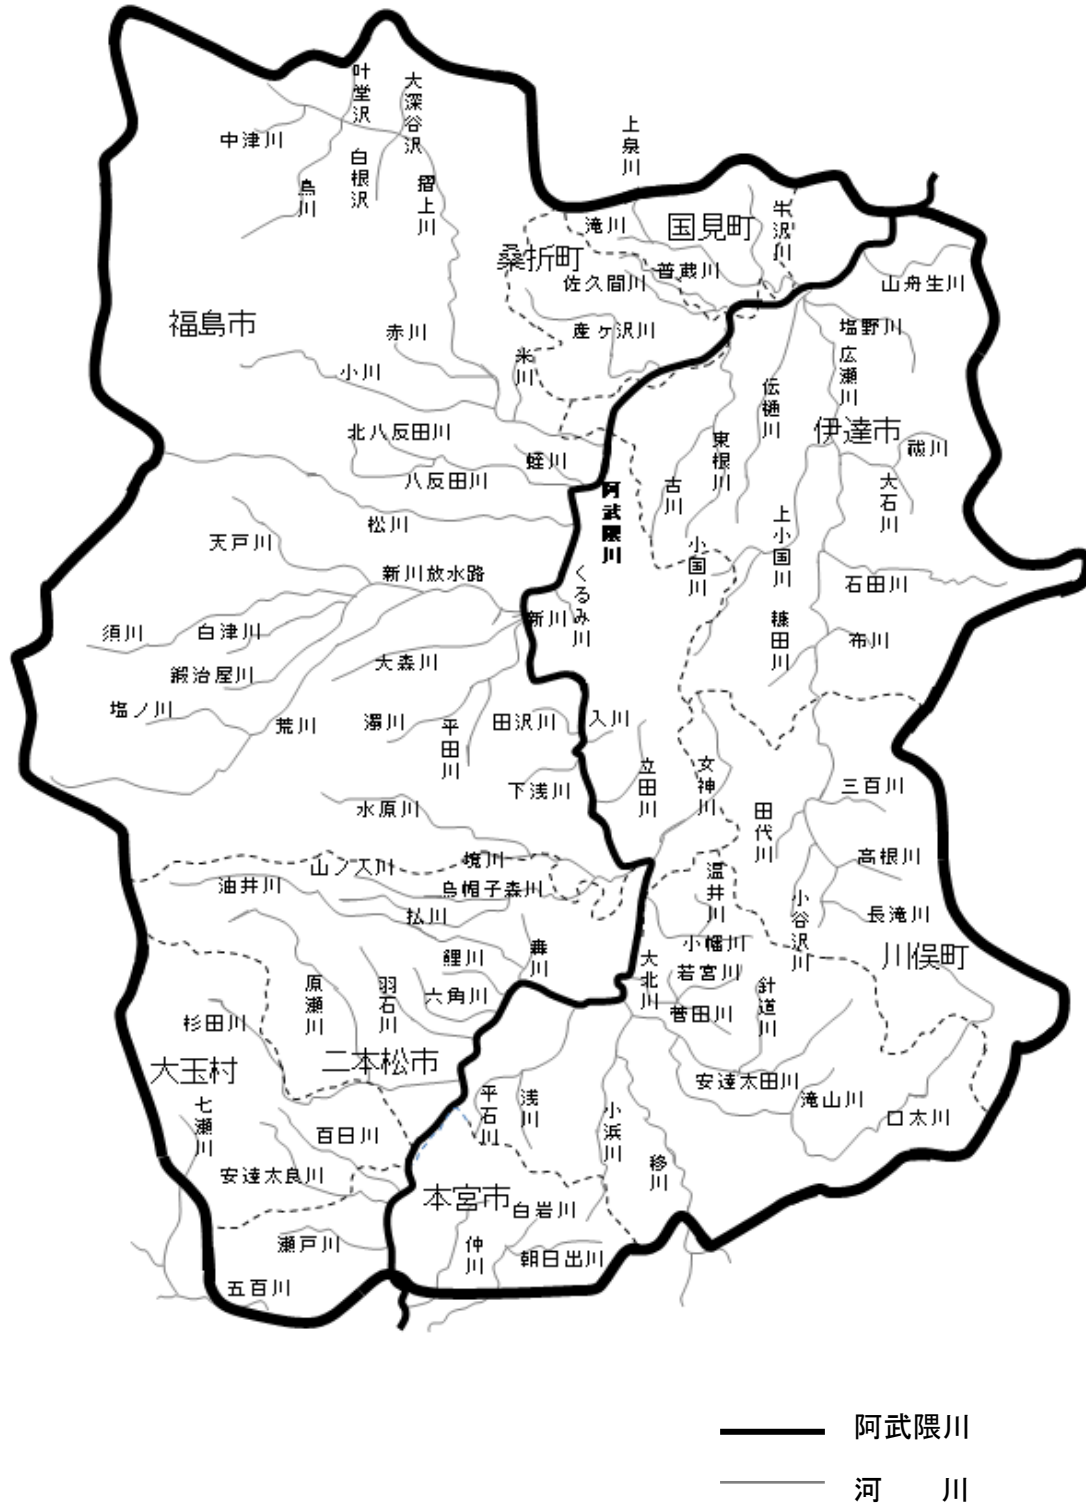 叶堂沢
大深谷沢
中津川
白根沢
烏川
摺上川
上泉川
滝川
国見町
牛沢川
桑折町
普蔵川
佐久間川
山舟生川
福島市
赤川
産ヶ沢川
塩野川
小川
米川
広瀬川
伝樋川
伊達市
北八反田川
東根川
蛭川
八反田川
古川
大石川
阿武隈川
松川
上小国川
天戸川
小国川
新川放水路
くるみ川
石田川
新川
須川
白津川
糠田川
布川
大森川
鍛治屋川
塩ノ川
荒川
濁川
平田川
田沢川
入川
下浅川
立田川
女神川
三百川
水原川
田代川
境川
高根川
山ノ入川
油井川
烏帽子森川
温井川
小谷沢川
長滝川
払川
小幡川
川俣町
鯉川
大北川
若宮川
原瀬川
羽石川
六角川
針道川
杉田川
菅田川
二本松市
大玉村
安達太田川
七瀬川
平石川
浅川
滝山川
小浜川
口太川
百日川
移川
安達太良川
本宮市
白岩川
瀬戸川
仲川
朝日出川
五百川
阿武隈川
河　　川